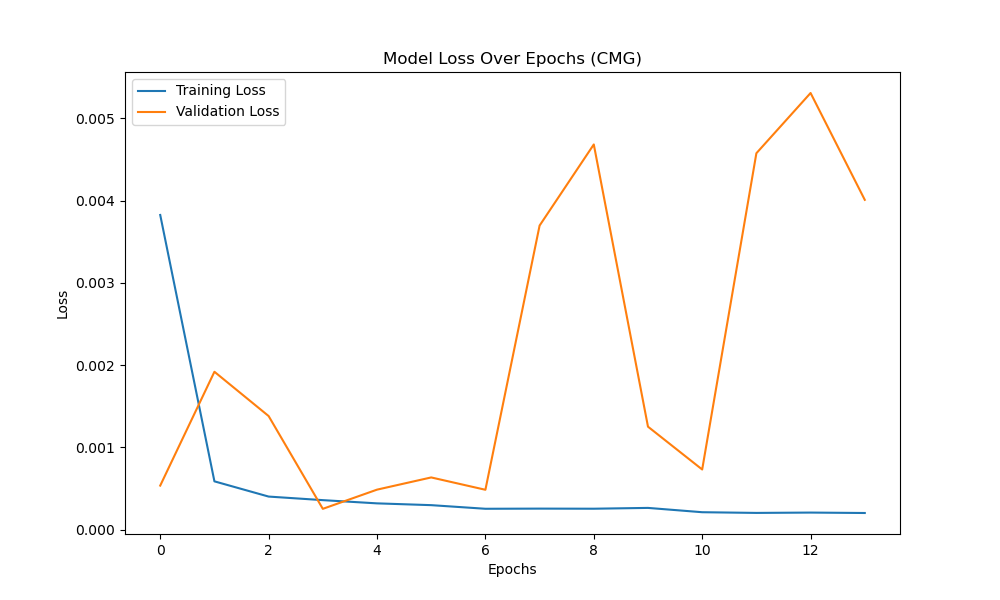 Model Loss Over Epochs (CMG)
Training Loss
Validation Loss
0.005
0.004
0.003
0.002
0.001
0.000
Loss
0 2 4 6 8 10 12
Epochs